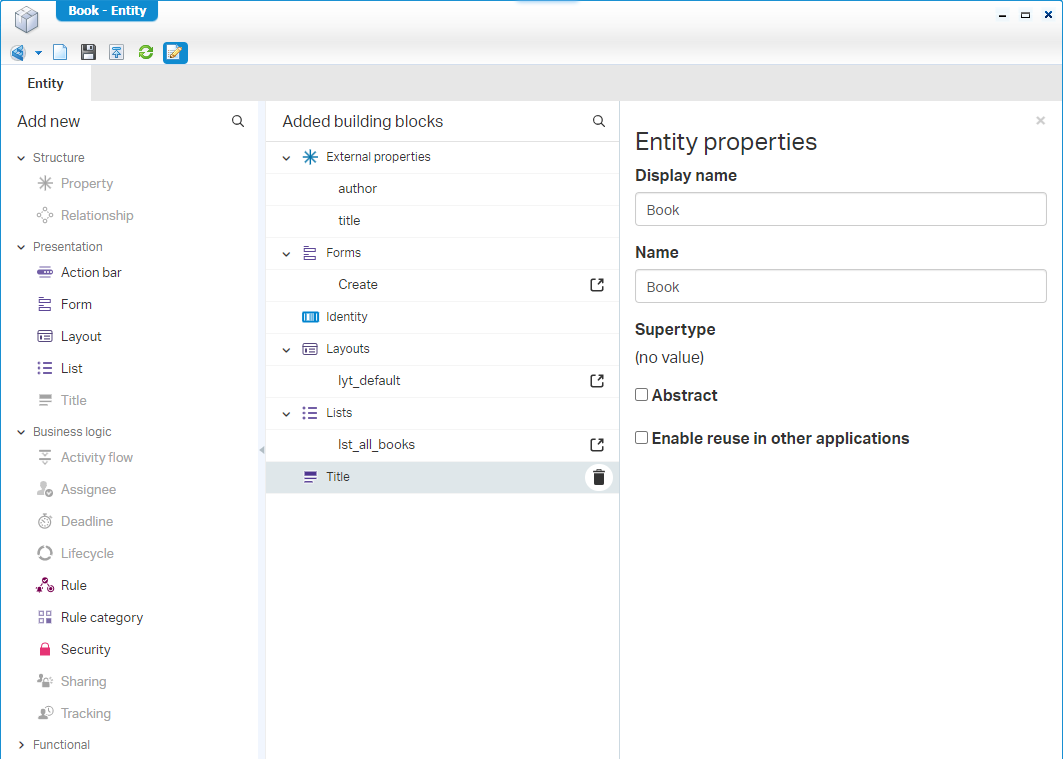 Book - Entity
Entity
Add new
Structure
Property
Relationship
Presentation
Action bar
Form
Layout
List
Title
Business logic
Activity flow
Assignee
Deadline
Lifecycle
Rule
Rule category
Security
Sharing
Tracking
Functional
Added building blocks
External properties
author
title
Forms
Create
Identity
Layouts
lyt_default
Lists
lst_all_books
Title
Entity properties
Display name
Book
Name
Book
Supertype
(no value)
Abstract
Enable reuse in other applications